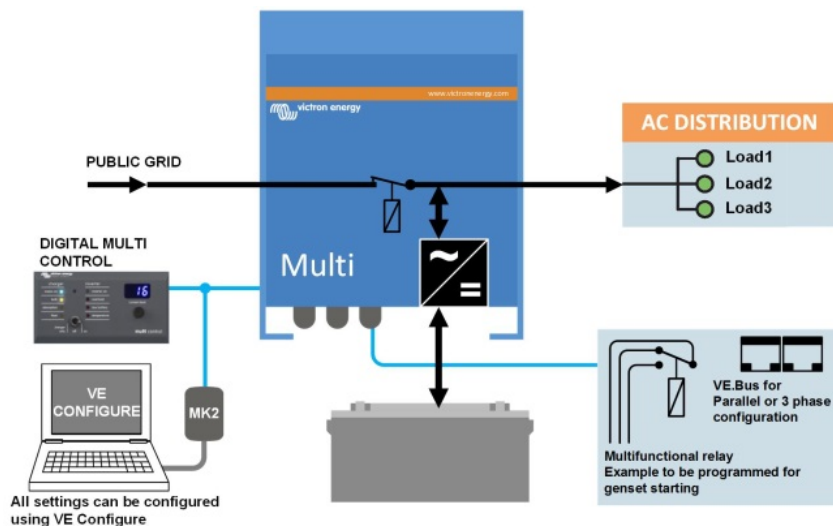 www.victronenergy.com
victron energy
AC DISTRIBUTION
PUBLIC GRID
Load1
Load2
Load3
DIGITAL MULTI
CONTROL
victron energy
16
multi control
Multi
~
=
VE
CONFIGURE
MK2
VE.Bus for
Parallel or 3 phase
configuration
Multifunctional relay
Example to be programmed for
genset starting
All settings can be configured
using VE Configure